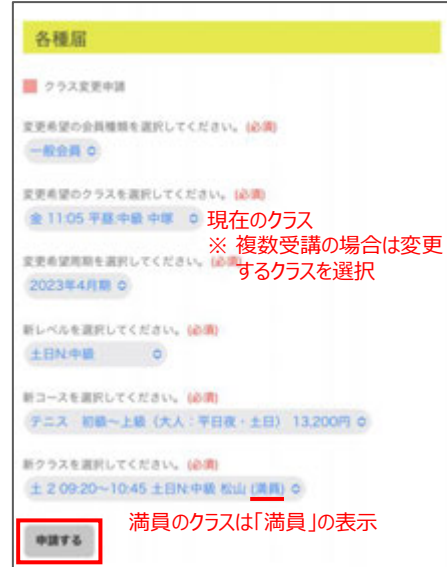 各種届
クラス変更申請
変更希望の会員種類を選択してください。(必須)
一般会員
変更希望のクラスを選択してください。(必須)
金 11:05 平昼:中級 中塚
現在のクラス
※ 複数受講の場合は変更
するクラスを選択
変更希望周期を選択してください。(必須)
2023年4月期
新レベルを選択してください。(必須)
土日N:中級
新コースを選択してください。(必須)
テニス 初級~上級(大人:平日夜・土日) 13,200円
新クラスを選択してください。(必須)
土 2 09:20~10:45 土日N:中級 松山 (満員)
満員のクラスは「満員」の表示
申請する